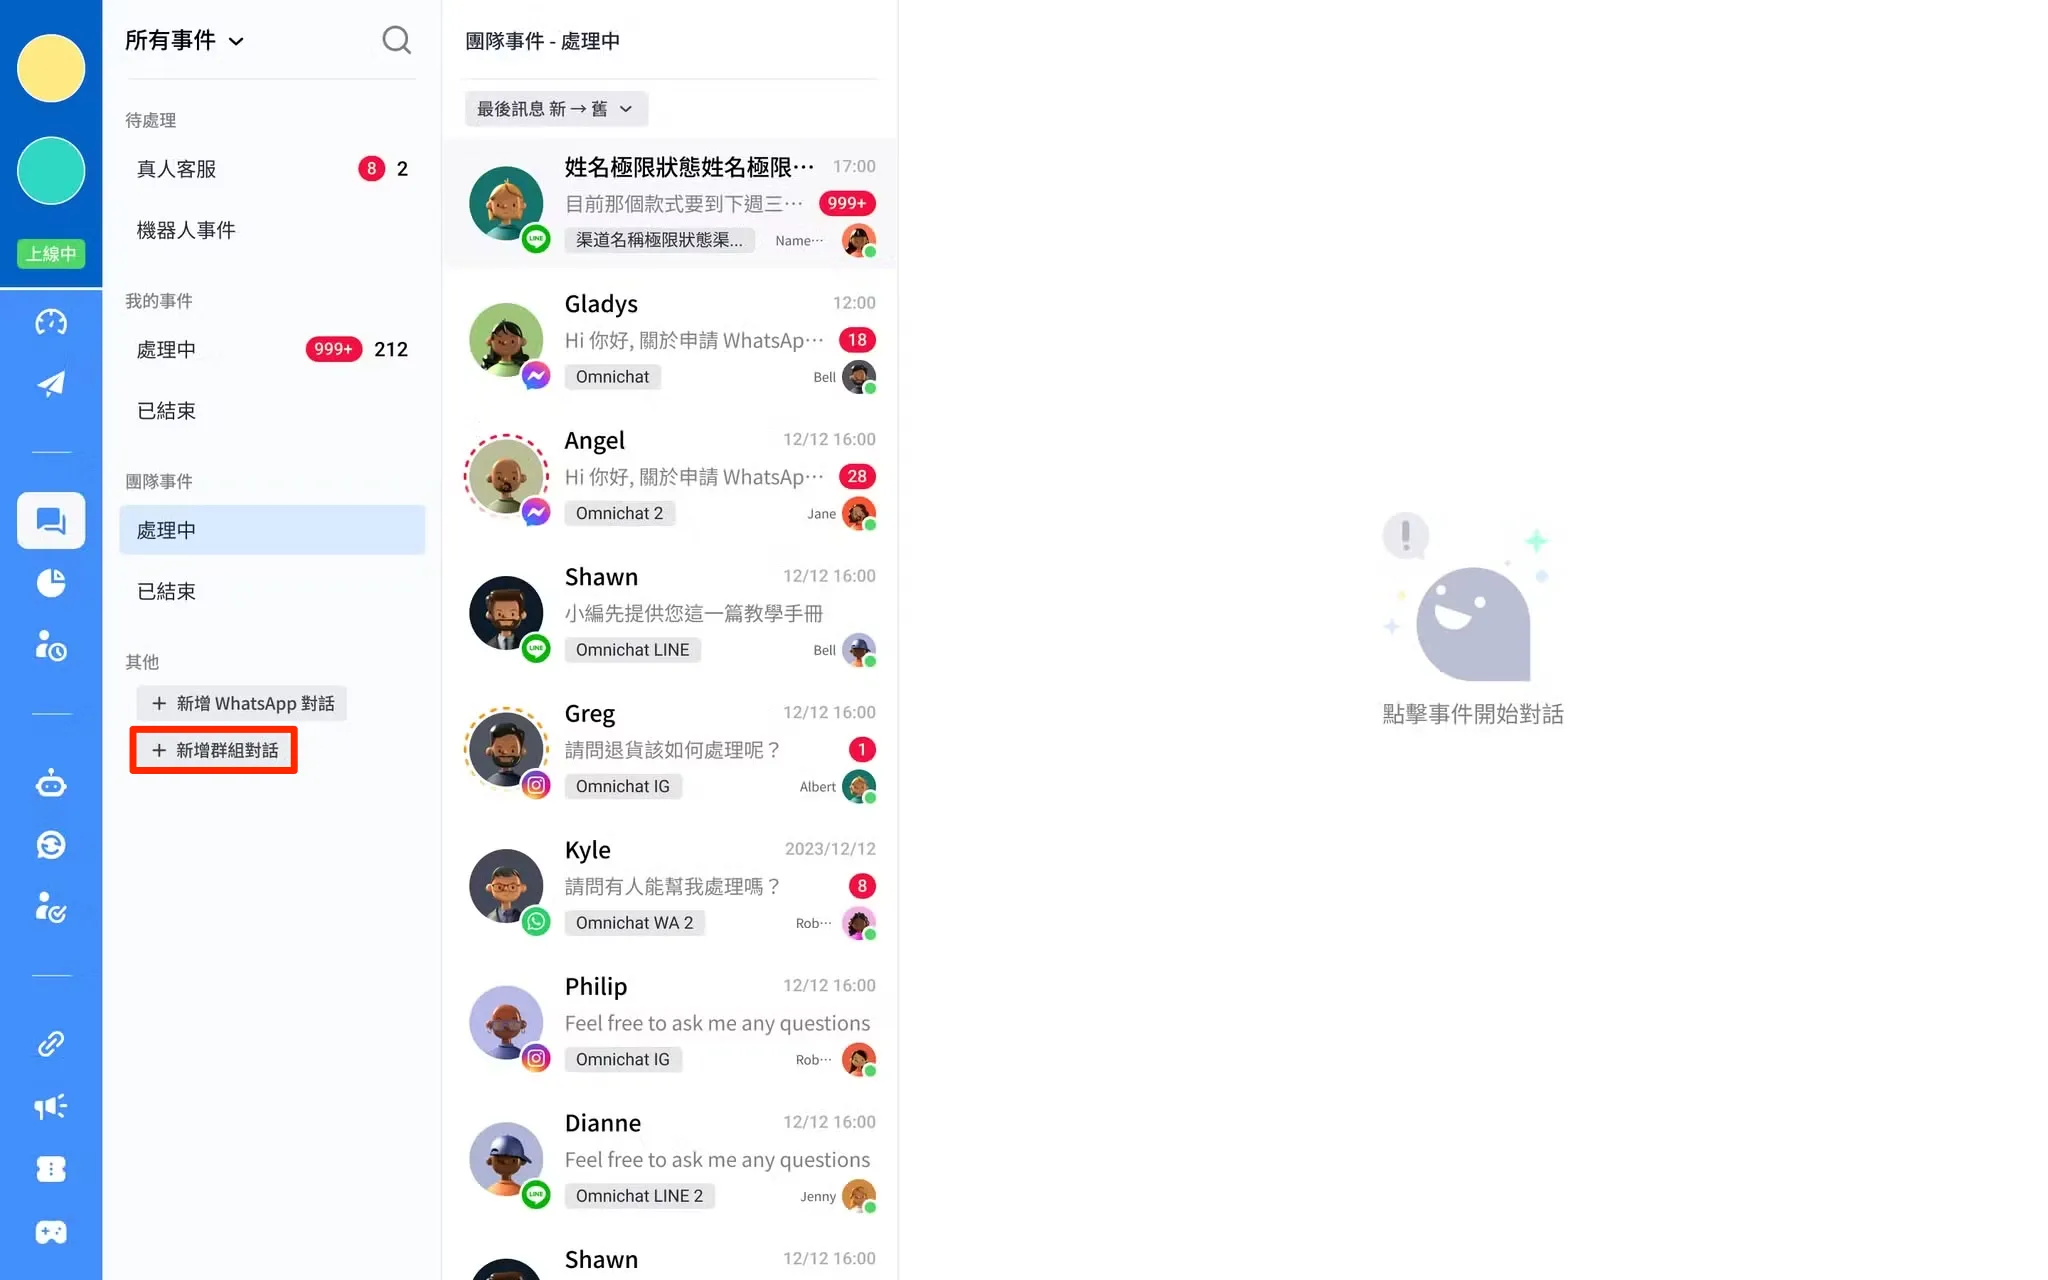 上線中
所有事件
待處理
真人客服 8 2
機器人事件
我的事件
處理中 999+ 212
已結束
團隊事件
處理中
已結束
其他
+ 新增 WhatsApp 對話
+ 新增群組對話
團隊事件 - 處理中
最後訊息 新 → 舊
姓名極限狀態姓名極限⋯ 17:00
目前那個款式要到下週三⋯ 999+
LINE 渠道名稱極限狀態渠... Name⋯
Gladys 12:00
Hi 你好, 關於申請 WhatsAp⋯ 18
Omnichat Bell
Angel 12/12 16:00
Hi 你好, 關於申請 WhatsAp⋯ 28
Omnichat 2 Jane
Shawn 12/12 16:00
小編先提供您這一篇教學手冊
LINE Omnichat LINE Bell
Greg 12/12 16:00
請問退貨該如何處理呢？ 1
Omnichat IG Albert
Kyle 2023/12/12
請問有人能幫我處理嗎？ 8
Omnichat WA 2 Rob⋯
Philip 12/12 16:00
Feel free to ask me any questions
Omnichat IG Rob⋯
Dianne 12/12 16:00
Feel free to ask me any questions
LINE Omnichat LINE 2 Jenny
Shawn 12/12 16:00
點擊事件開始對話